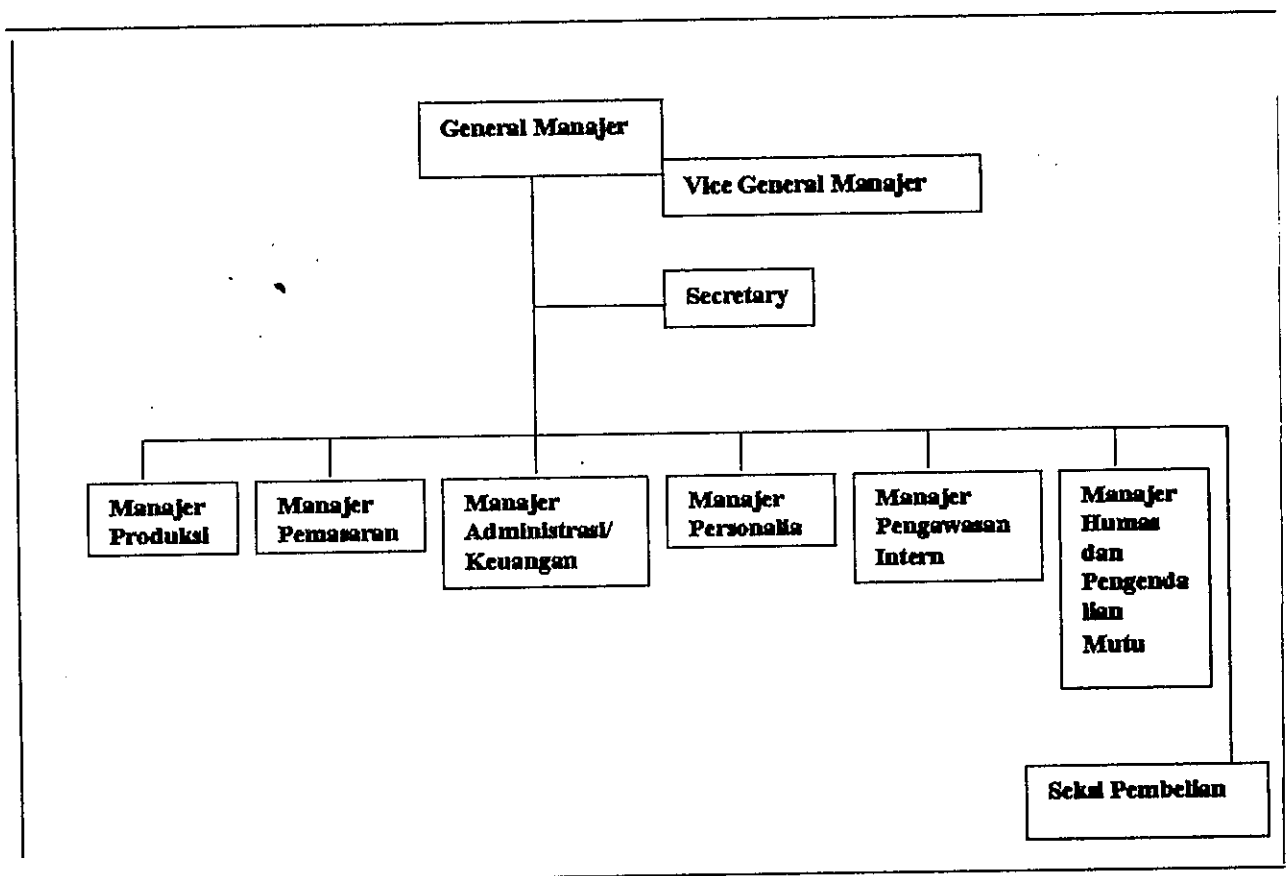 General Manajer
Vice General Manajer
Secretary
Manajer
Produksi
Manajer
Pemasaran
Manajer
Administrasi/
Keuangan
Manajer
Personalia
Manajer
Pengawasan
Intern
Manajer
Humas
dan
Pengenda
lian
Mutu
Seksi Pembelian